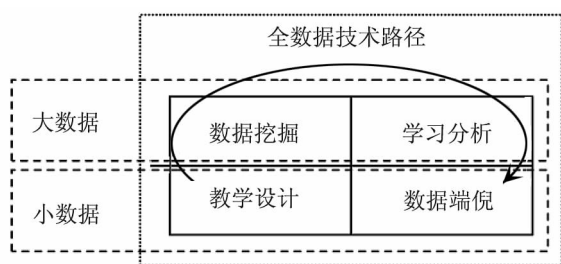 全数据技术路径
大数据
数据挖掘
学习分析
小数据
教学设计
数据端倪